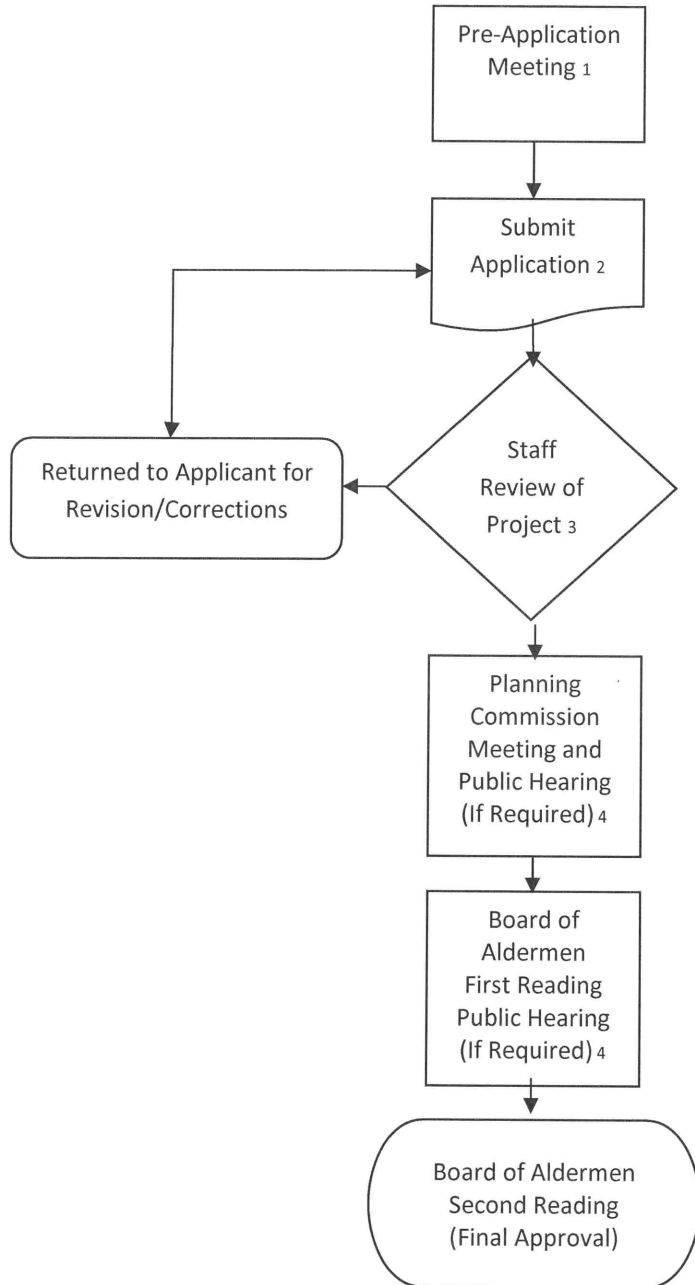 Pre-Application
Meeting 1
Submit
Application 2
Staff
Review of
Project 3
Returned to Applicant for
Revision/Corrections
Planning
Commission
Meeting and
Public Hearing
(If Required) 4
Board of
Aldermen
First Reading
Public Hearing
(If Required) 4
Board of Aldermen
Second Reading
(Final Approval)